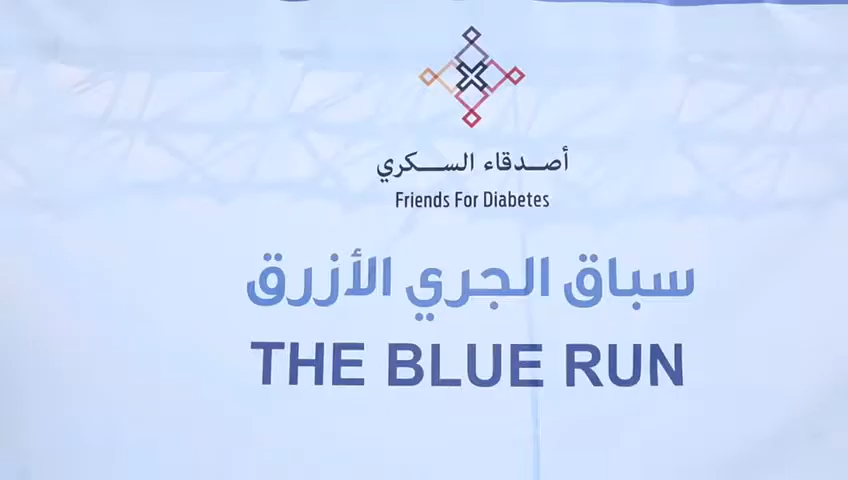 أصدقاء السكري
Friends For Diabetes
سباق الجري الأزرق
THE BLUE RUN